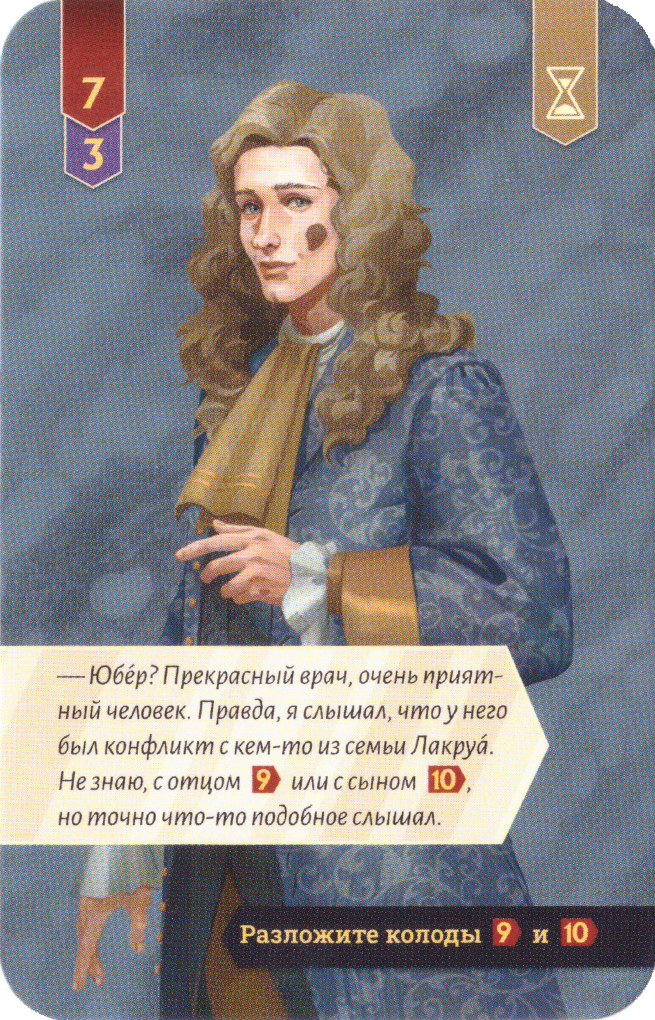 7
3
— Юбе́р? Прекрасный врач, очень прият-
ный человек. Правда, я слышал, что у него
был конфликт с кем-то из семьи Лакруа́.
Не знаю, с отцом 9 или с сыном 10,
но точно что-то подобное слышал.
Разложите колоды 9 и 10